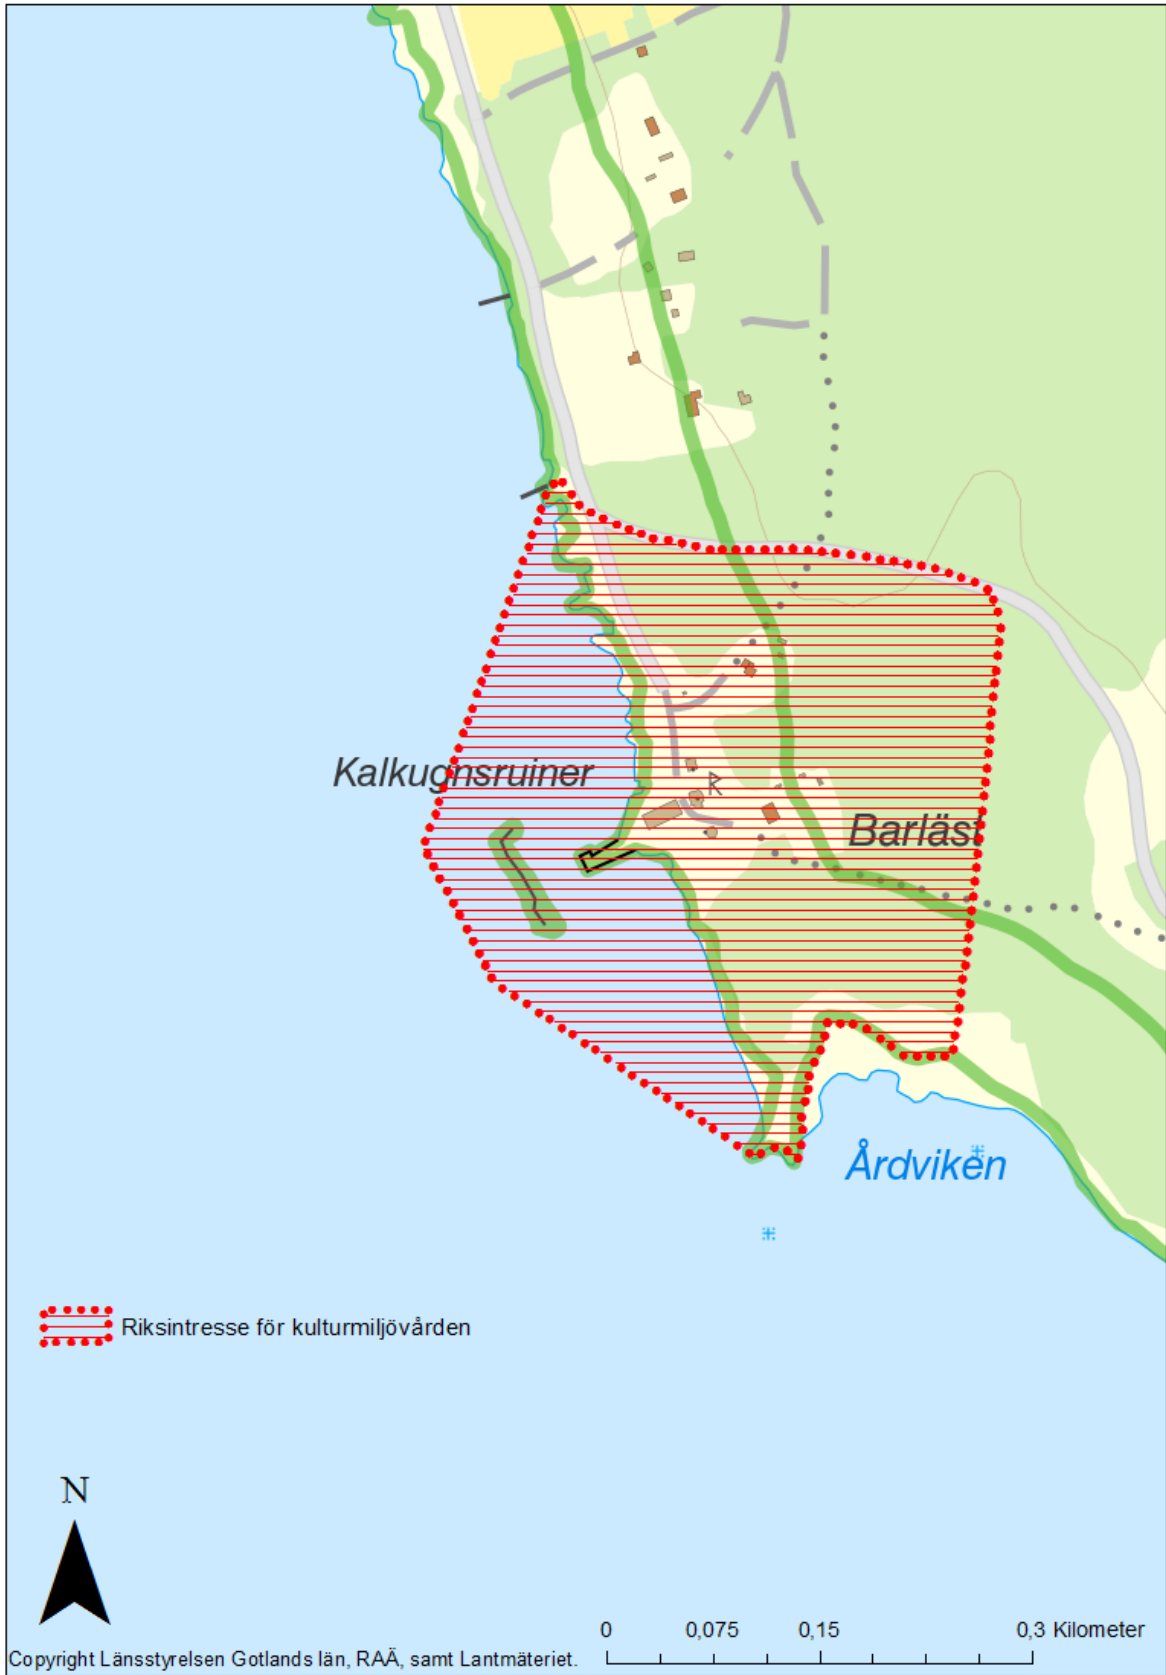 Kalkugnsruiner
R
Barläst
Årdviken
Riksintresse för kulturmiljövården
N
0 0,075 0,15 0,3 Kilometer
Copyright Länsstyrelsen Gotlands län, RAÄ, samt Lantmäteriet.